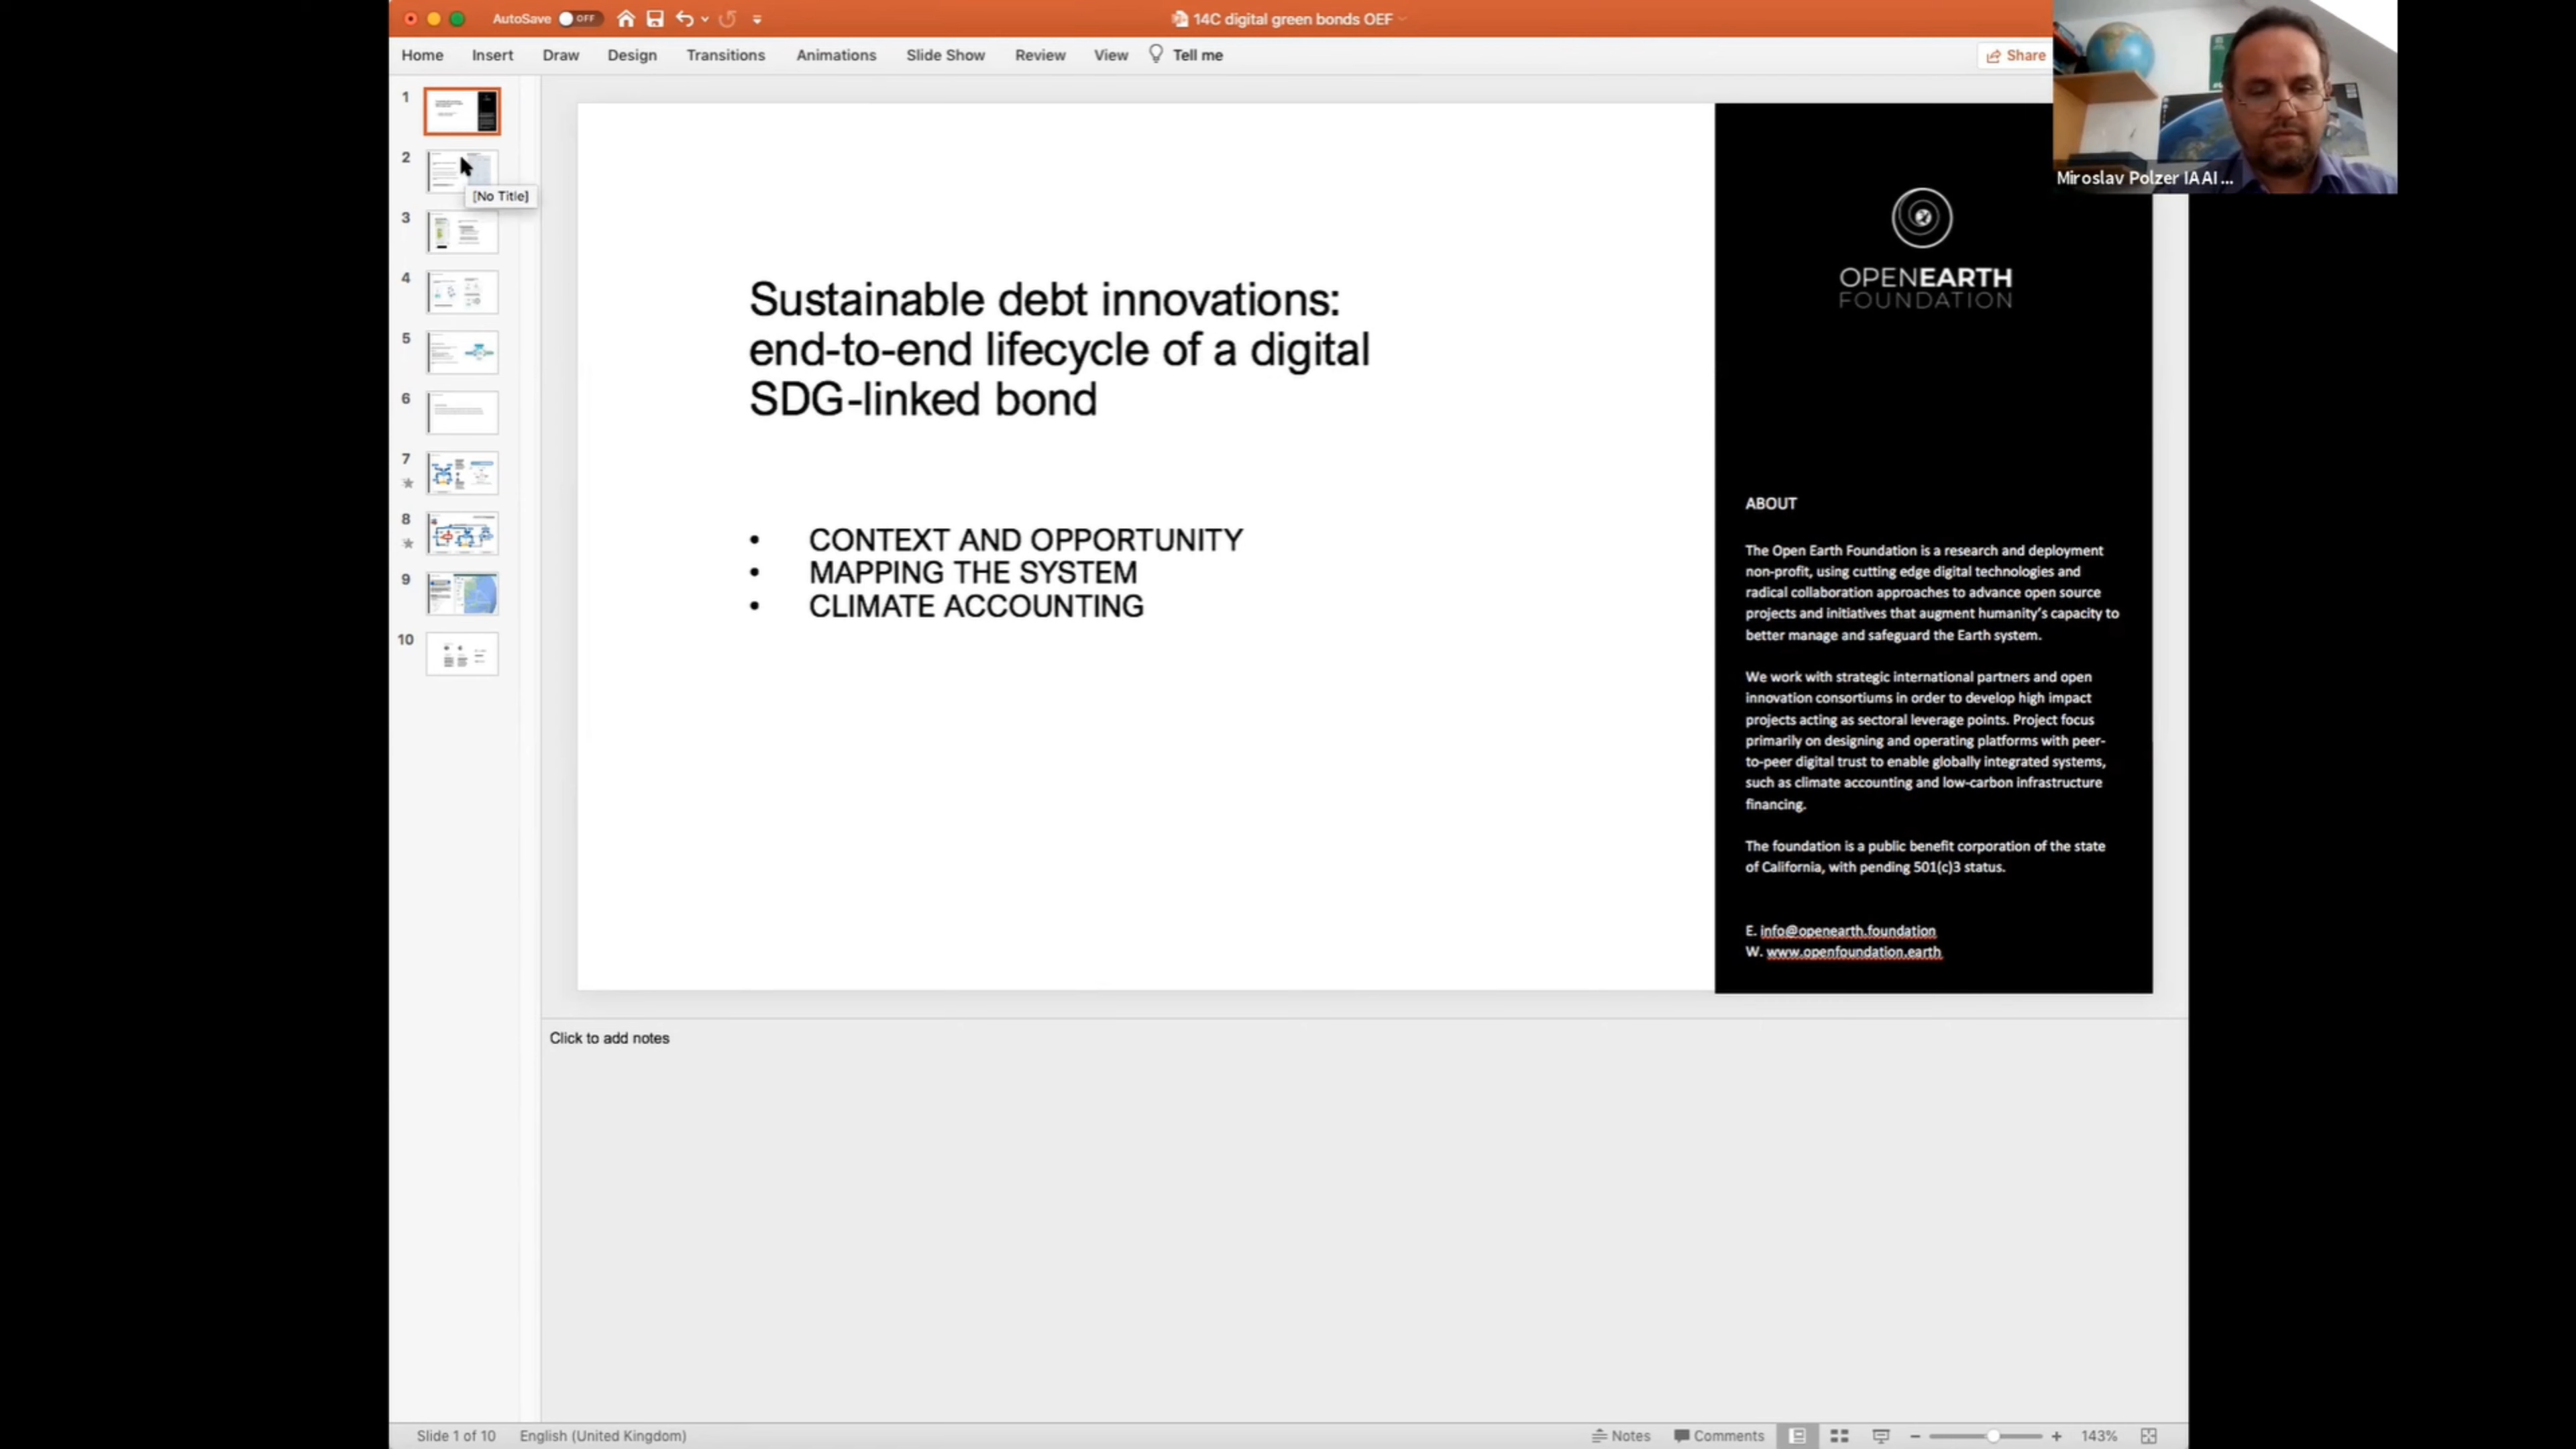 AutoSave OFF
14C digital green bonds OEF
Home Insert Draw Design Transitions Animations Slide Show Review View Tell me
Share
Miroslav Polzer IAAI ...
1
2
[No Title]
3
4
5
6
7
8
9
10
Sustainable debt innovations:
end-to-end lifecycle of a digital
SDG-linked bond
• CONTEXT AND OPPORTUNITY
• MAPPING THE SYSTEM
• CLIMATE ACCOUNTING
OPENEARTH
FOUNDATION
ABOUT
The Open Earth Foundation is a research and deployment
non-profit, using cutting edge digital technologies and
radical collaboration approaches to advance open source
projects and initiatives that augment humanity's capacity to
better manage and safeguard the Earth system.
We work with strategic international partners and open
innovation consortiums in order to develop high impact
projects acting as sectoral leverage points. Project focus
primarily on designing and operating platforms with peer-
to-peer digital trust to enable globally integrated systems,
such as climate accounting and low-carbon infrastructure
financing.
The foundation is a public benefit corporation of the state
of California, with pending 501(c)3 status.
E. info@openearth.foundation
W. www.openfoundation.earth
Click to add notes
Slide 1 of 10 English (United Kingdom)
Notes Comments 143%